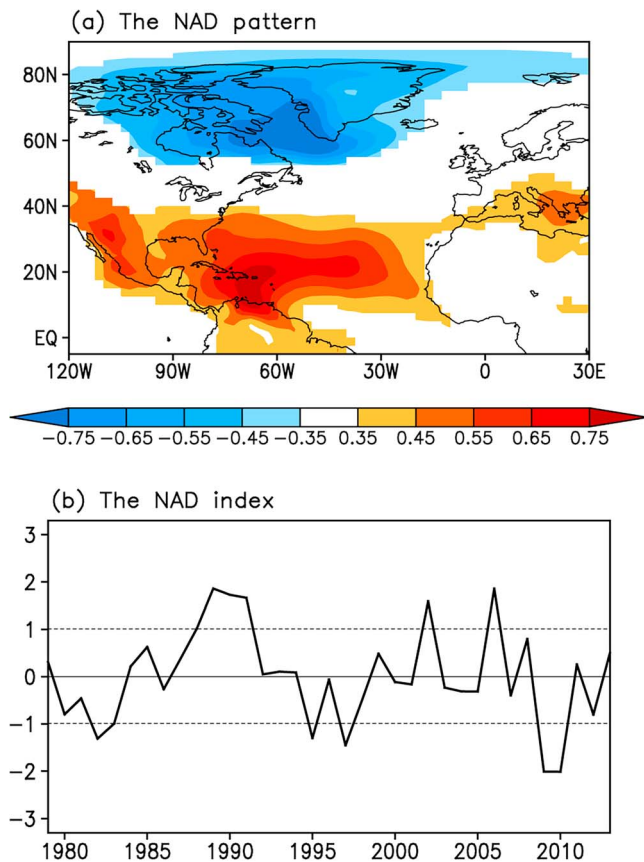 (a) The NAD pattern
80N
60N
40N
20N
EQ
120W 90W 60W 30W 0 30E
-0.75 -0.65 -0.55 -0.45 -0.35 0.35 0.45 0.55 0.65 0.75
(b) The NAD index
3
2
1
0
-1
-2
-3
1980 1985 1990 1995 2000 2005 2010